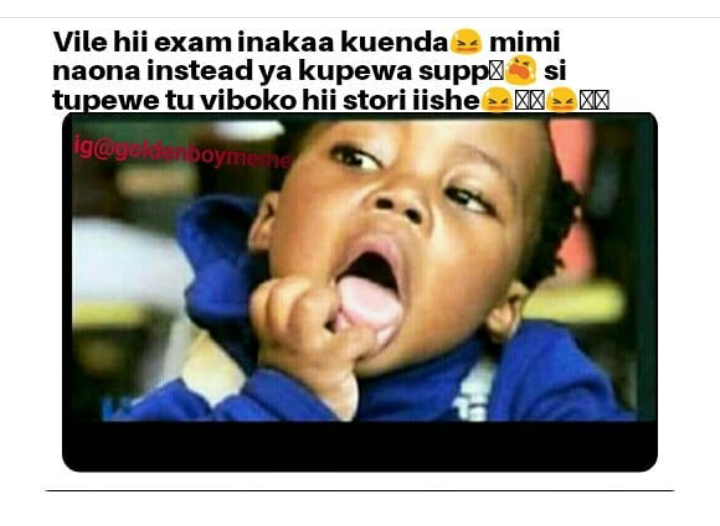 Vile hii exam inakaa kuenda😝 mimi
naona instead ya kupewa supp😭 si
tupewe tu viboko hii stori iishe😝😝
ig@goldenboymeme